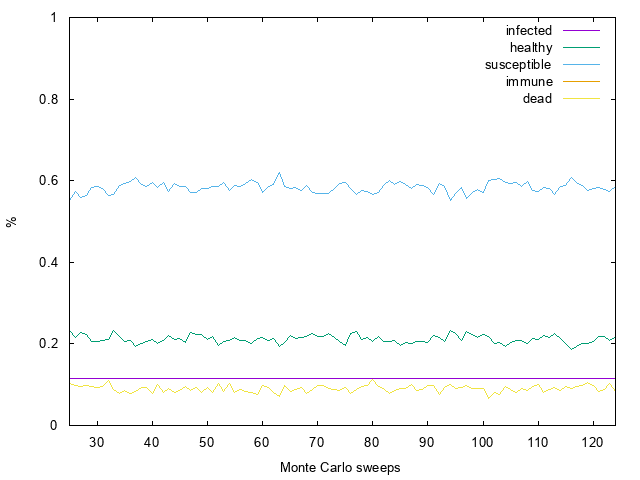 1
infected
healthy
susceptible
immune
dead
0.8
0.6
%
0.4
0.2
0
30 40 50 60 70 80 90 100 110 120
Monte Carlo sweeps